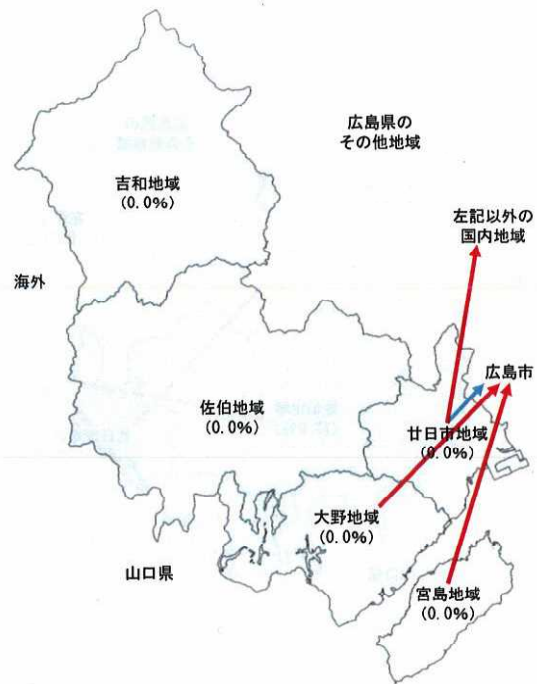 広島県の
その他地域
吉和地域
(0.0%)
左記以外の
国内地域
海外
広島市
佐伯地域
(0.0%)
廿日市地域
(0.0%)
大野地域
(0.0%)
山口県
宮島地域
(0.0%)